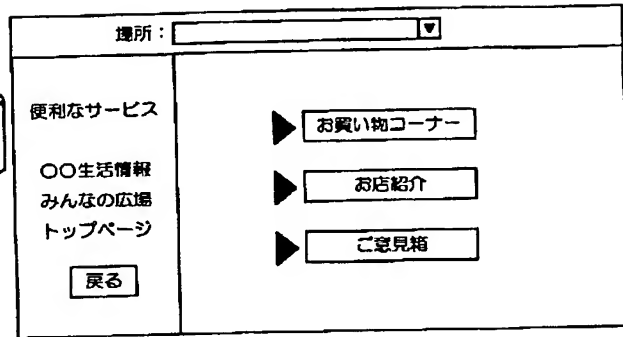 場所：
便利なサービス
○○生活情報
みんなの広場
トップページ
戻る
お買い物コーナー
お店紹介
ご意見箱